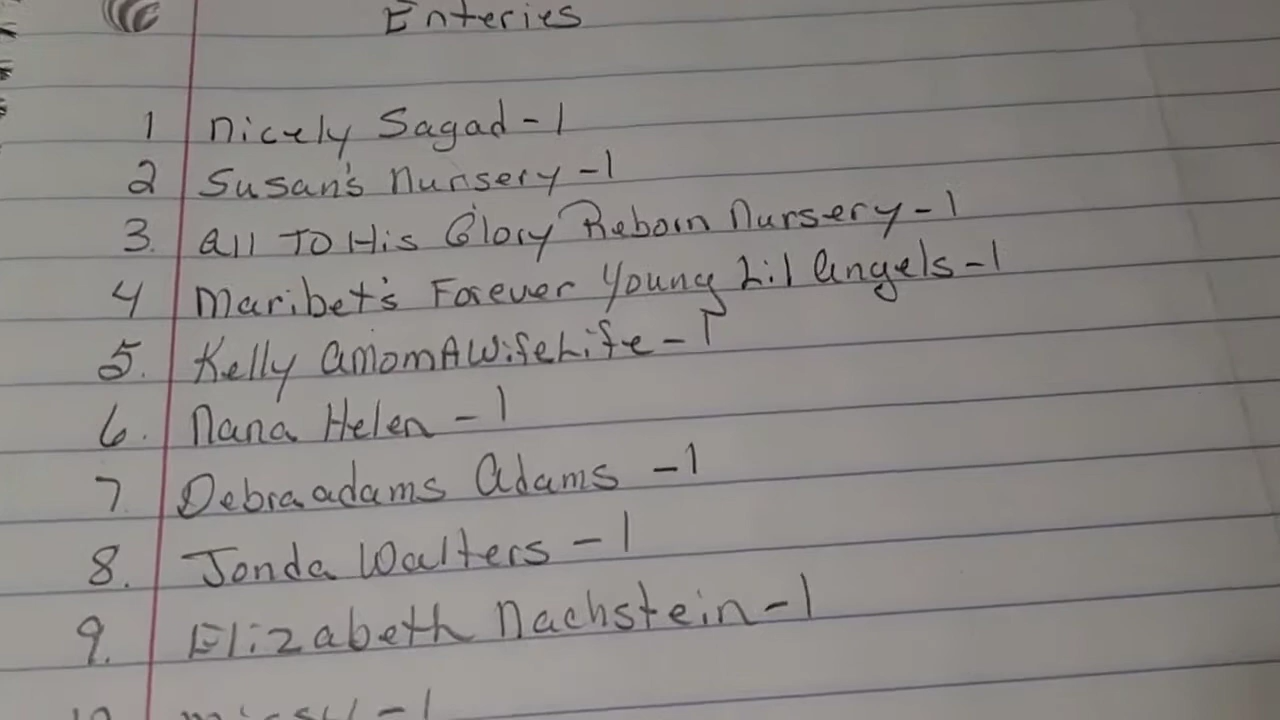 Enteries
1 Nicely Sagad - 1
2 Susan's Nursery - 1
3. All To His Glory Reborn Nursery - 1
4 Maribet's Forever Young Lil Angels - 1
5. Kelly AMomAWifeLife - 1
6. Nana Helen - 1
7. Debraadams Adams - 1
8. Jonda Walters - 1
9. Elizabeth Nachstein - 1